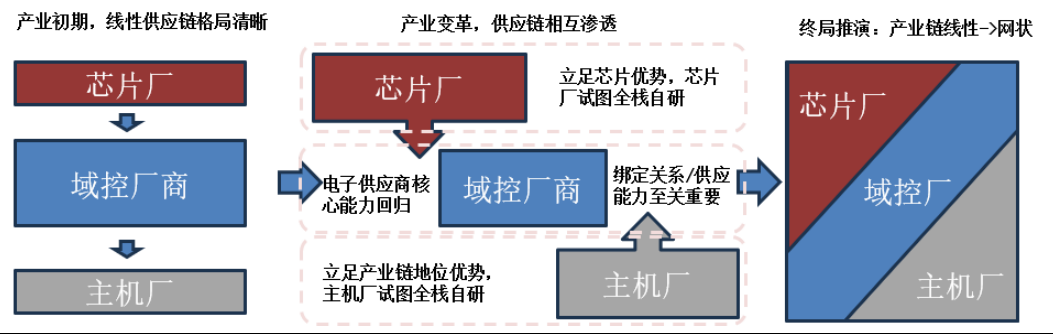 产业初期，线性供应链格局清晰
芯片厂
域控厂商
主机厂
产业变革，供应链相互渗透
芯片厂
立足芯片优势，芯片
厂试图全栈自研
电子供应商核
心能力回归
域控厂商
绑定关系/供应
能力至关重要
立足产业链地位优势，
主机厂试图全栈自研
主机厂
终局推演：产业链线性->网状
芯片厂
域控厂
主机厂